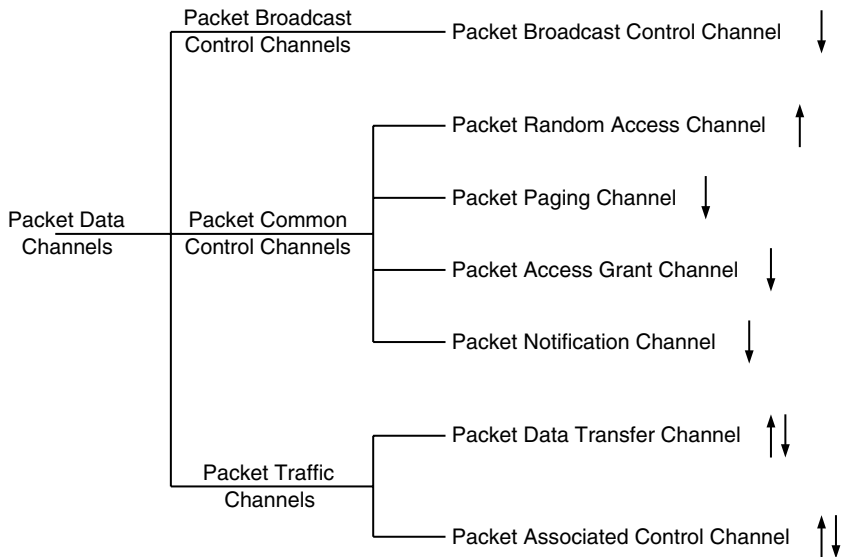 Packet Broadcast
Control Channels
Packet Broadcast Control Channel
Packet Random Access Channel
Packet Paging Channel
Packet Data
Channels
Packet Common
Control Channels
Packet Access Grant Channel
Packet Notification Channel
Packet Data Transfer Channel
Packet Traffic
Channels
Packet Associated Control Channel